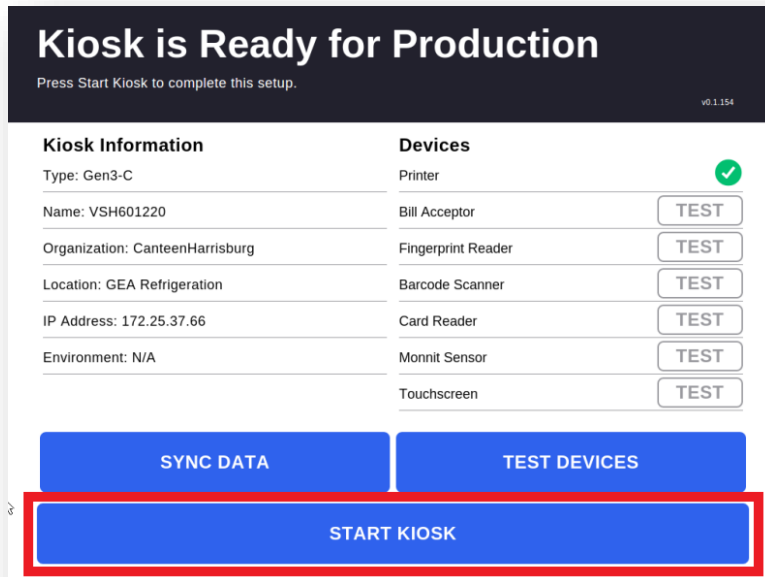 Kiosk is Ready for Production
Press Start Kiosk to complete this setup.
v0.1.154
Kiosk Information
Type: Gen3-C
Name: VSH601220
Organization: CanteenHarrisburg
Location: GEA Refrigeration
IP Address: 172.25.37.66
Environment: N/A
Devices
Printer
Bill Acceptor TEST
Fingerprint Reader TEST
Barcode Scanner TEST
Card Reader TEST
Monnit Sensor TEST
Touchscreen TEST
SYNC DATA
TEST DEVICES
START KIOSK